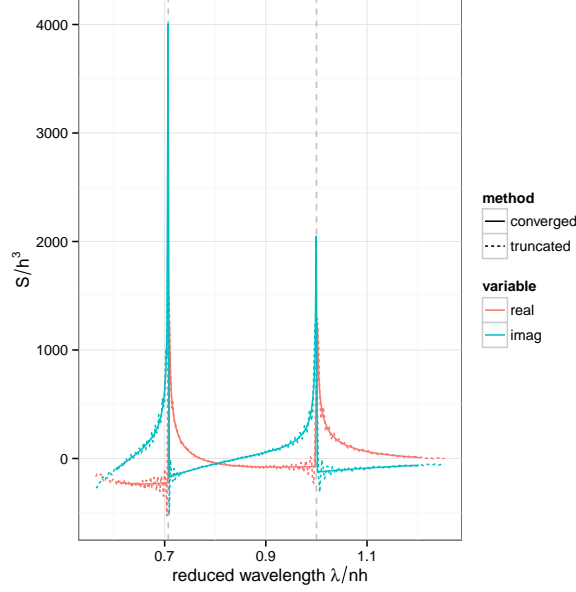 4000
3000
2000
1000
0
S/h³
0.7 0.9 1.1
reduced wavelength λ/nh
method
converged
truncated
variable
real
imag